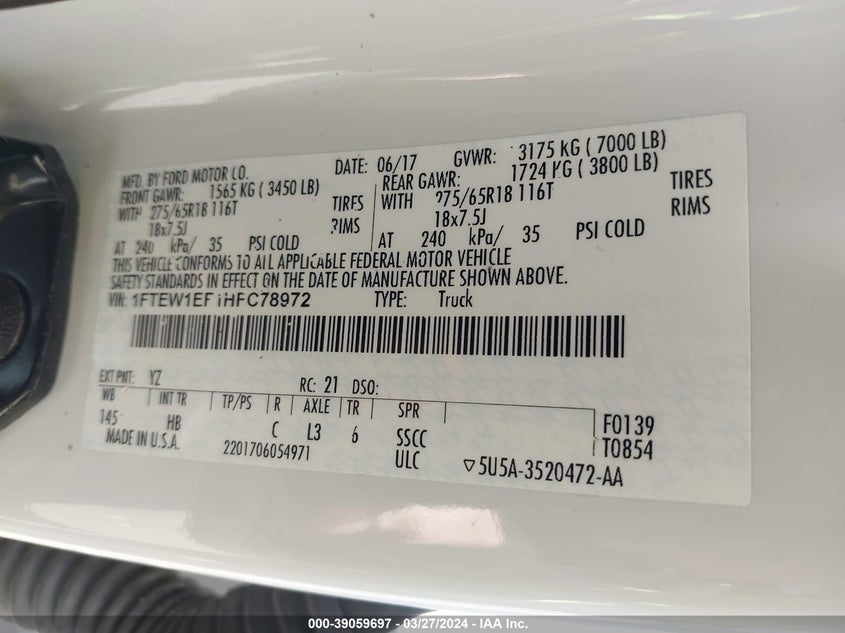 MFD. BY FORD MOTOR CO. DATE: 06/17 GVWR: 3175 KG ( 7000 LB)
FRONT GAWR: 1565 KG ( 3450 LB) REAR GAWR: 1724 KG ( 3800 LB)
WITH 275/65R18 116T TIRES WITH 275/65R18 116T TIRES
18x7.5J RIMS 18x7.5J RIMS
AT 240 kPa/ 35 PSI COLD AT 240 kPa/ 35 PSI COLD
THIS VEHICLE CONFORMS TO ALL APPLICABLE FEDERAL MOTOR VEHICLE
SAFETY STANDARDS IN EFFECT ON THE DATE OF MANUFACTURE SHOWN ABOVE.
VIN: 1FTEW1EF1HFC78972 TYPE: Truck
EXT PNT: YZ RC: 21 DSO:
WB INT TR TP/PS R AXLE TR SPR
145 HB C L3 6 SSCC F0139
MADE IN U.S.A. 2201706054971 ULC T0854
▽5U5A-3520472-AA
000-39059697 - 03/27/2024 - IAA Inc.